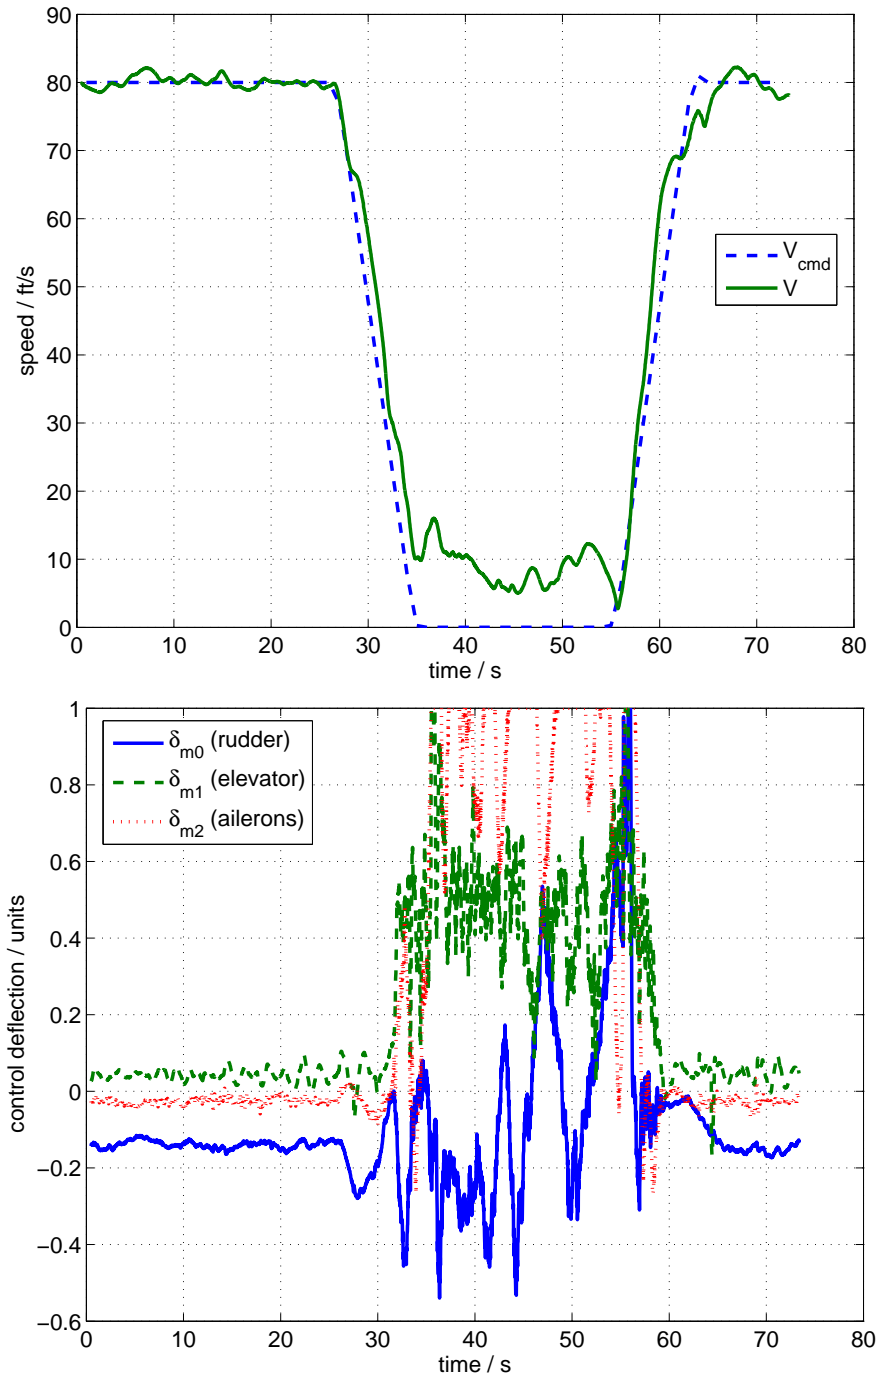 90
80
70
60
50
40
30
20
10
0
speed / ft/s
V_cmd
V
0 10 20 30 40 50 60 70 80
time / s
1
0.8
0.6
0.4
0.2
0
−0.2
−0.4
−0.6
control deflection / units
δ_m0 (rudder)
δ_m1 (elevator)
δ_m2 (ailerons)
0 10 20 30 40 50 60 70 80
time / s